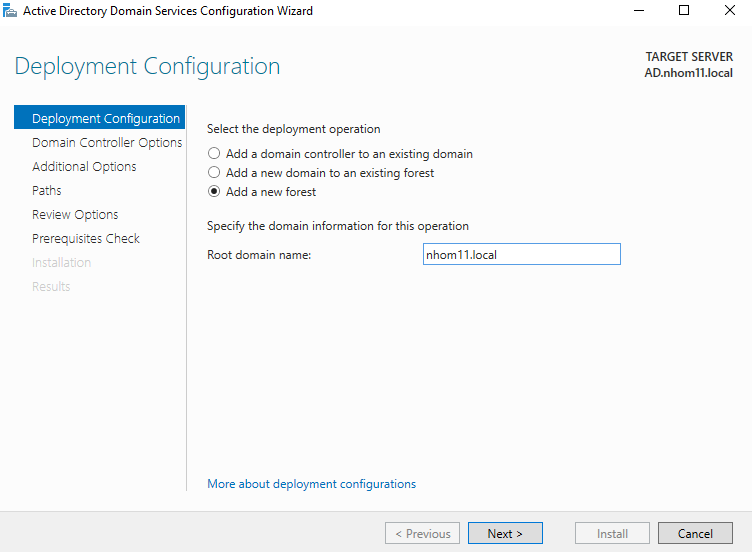 Active Directory Domain Services Configuration Wizard
Deployment Configuration
TARGET SERVER
AD.nhom11.local
Deployment Configuration
Domain Controller Options
Additional Options
Paths
Review Options
Prerequisites Check
Installation
Results
Select the deployment operation
Add a domain controller to an existing domain
Add a new domain to an existing forest
Add a new forest
Specify the domain information for this operation
Root domain name:
nhom11.local
More about deployment configurations
< Previous
Next >
Install
Cancel